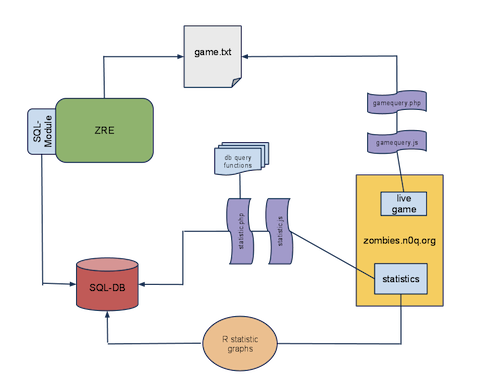 game.txt
gamequery.php
SQL-
Module
ZRE
gamequery.js
db query
functions
live
game
statistic.php
statistic.js
zombies.n0q.org
statistics
SQL-DB
R statistic
graphs